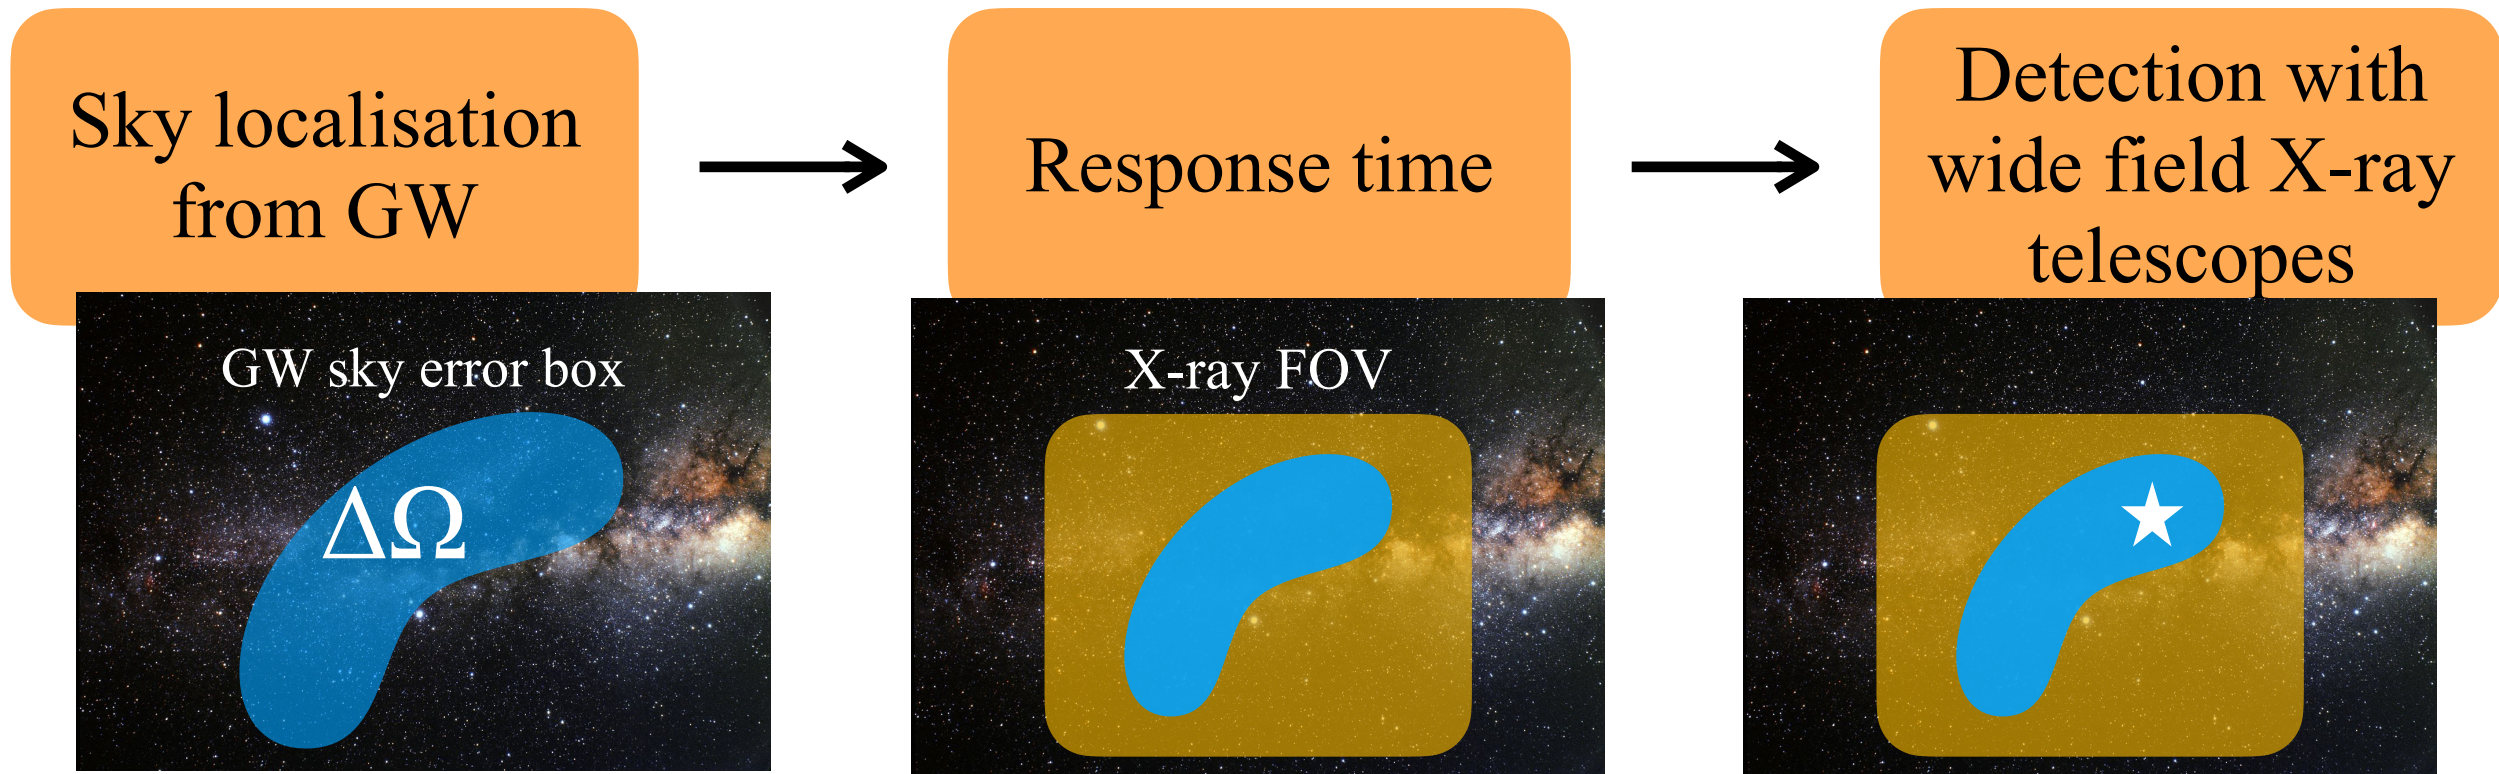 Sky localisation
from GW
Response time
Detection with
wide field X-ray
telescopes
GW sky error box
X-ray FOV
ΔΩ